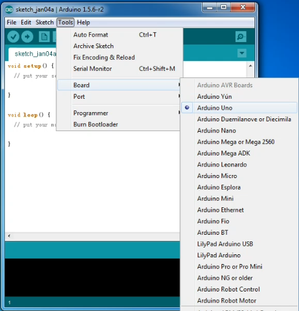 sketch_jan04a | Arduino 1.5.6-r2
File Edit Sketch Tools Help
Auto Format Ctrl+T
Archive Sketch
Fix Encoding & Reload
Serial Monitor Ctrl+Shift+M
Board
Port
Programmer
Burn Bootloader
sketch_jan04a
void setup() {
// put your se
}
void loop() {
// put your ma
}
Arduino AVR Boards
Arduino Yún
Arduino Uno
Arduino Duemilanove or Diecimila
Arduino Nano
Arduino Mega or Mega 2560
Arduino Mega ADK
Arduino Leonardo
Arduino Micro
Arduino Esplora
Arduino Mini
Arduino Ethernet
Arduino Fio
Arduino BT
LilyPad Arduino USB
LilyPad Arduino
Arduino Pro or Pro Mini
Arduino NG or older
Arduino Robot Control
Arduino Robot Motor
1